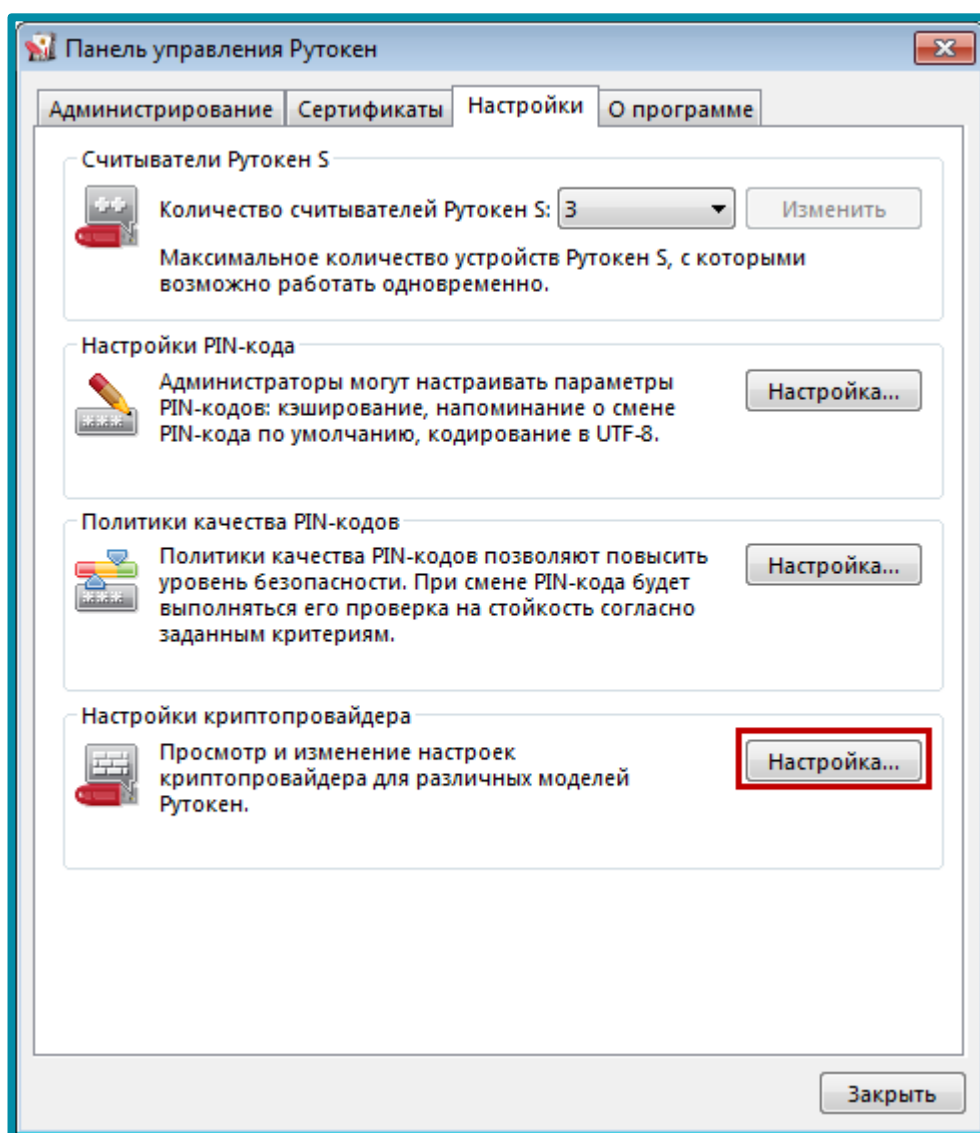 Панель управления Рутокен
Администрирование Сертификаты Настройки О программе
Считыватели Рутокен S
Количество считывателей Рутокен S: 3 Изменить
Максимальное количество устройств Рутокен S, с которыми
возможно работать одновременно.
Настройки PIN-кода
Администраторы могут настраивать параметры
PIN-кодов: кэширование, напоминание о смене
PIN-кода по умолчанию, кодирование в UTF-8.
Настройка...
Политики качества PIN-кодов
Политики качества PIN-кодов позволяют повысить
уровень безопасности. При смене PIN-кода будет
выполняться его проверка на стойкость согласно
заданным критериям.
Настройка...
Настройки криптопровайдера
Просмотр и изменение настроек
криптопровайдера для различных моделей
Рутокен.
Настройка...
Закрыть